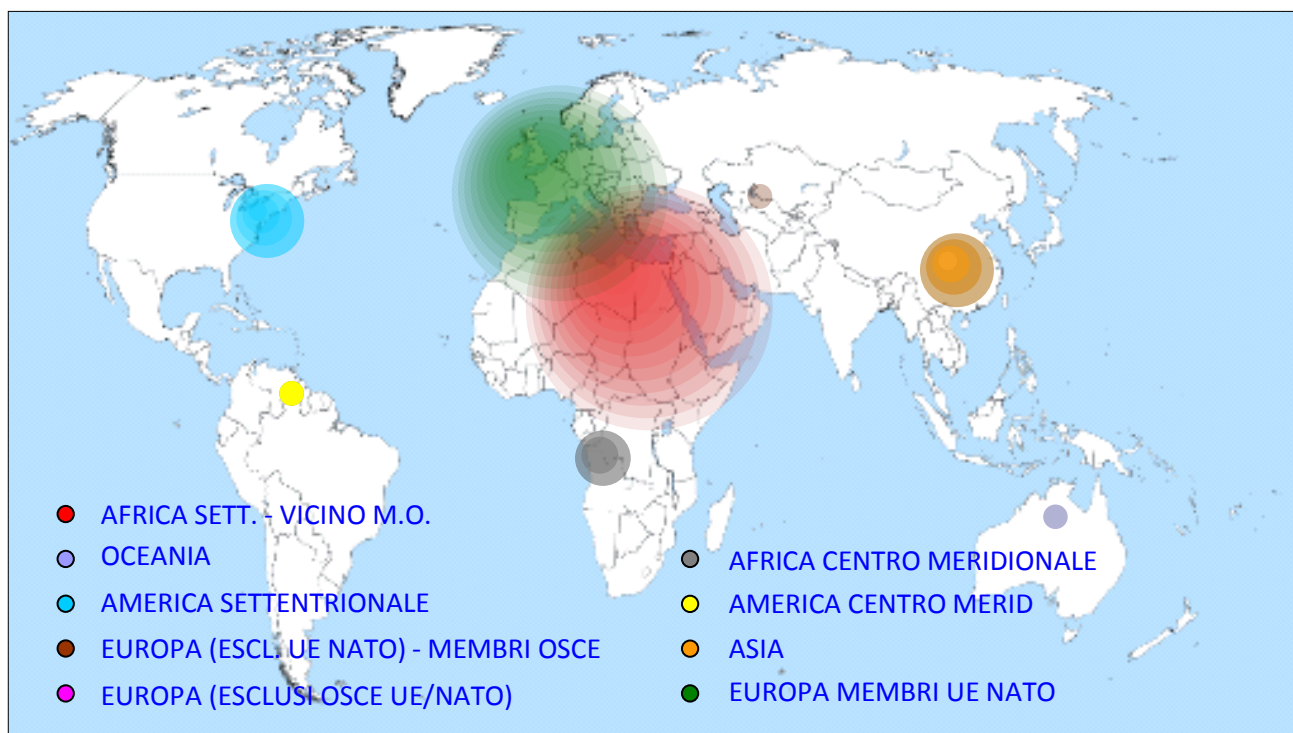 AFRICA SETT. - VICINO M.O.
OCEANIA
AMERICA SETTENTRIONALE
EUROPA (ESCL. UE NATO) - MEMBRI OSCE
EUROPA (ESCLUSI OSCE UE/NATO)
AFRICA CENTRO MERIDIONALE
AMERICA CENTRO MERID
ASIA
EUROPA MEMBRI UE NATO